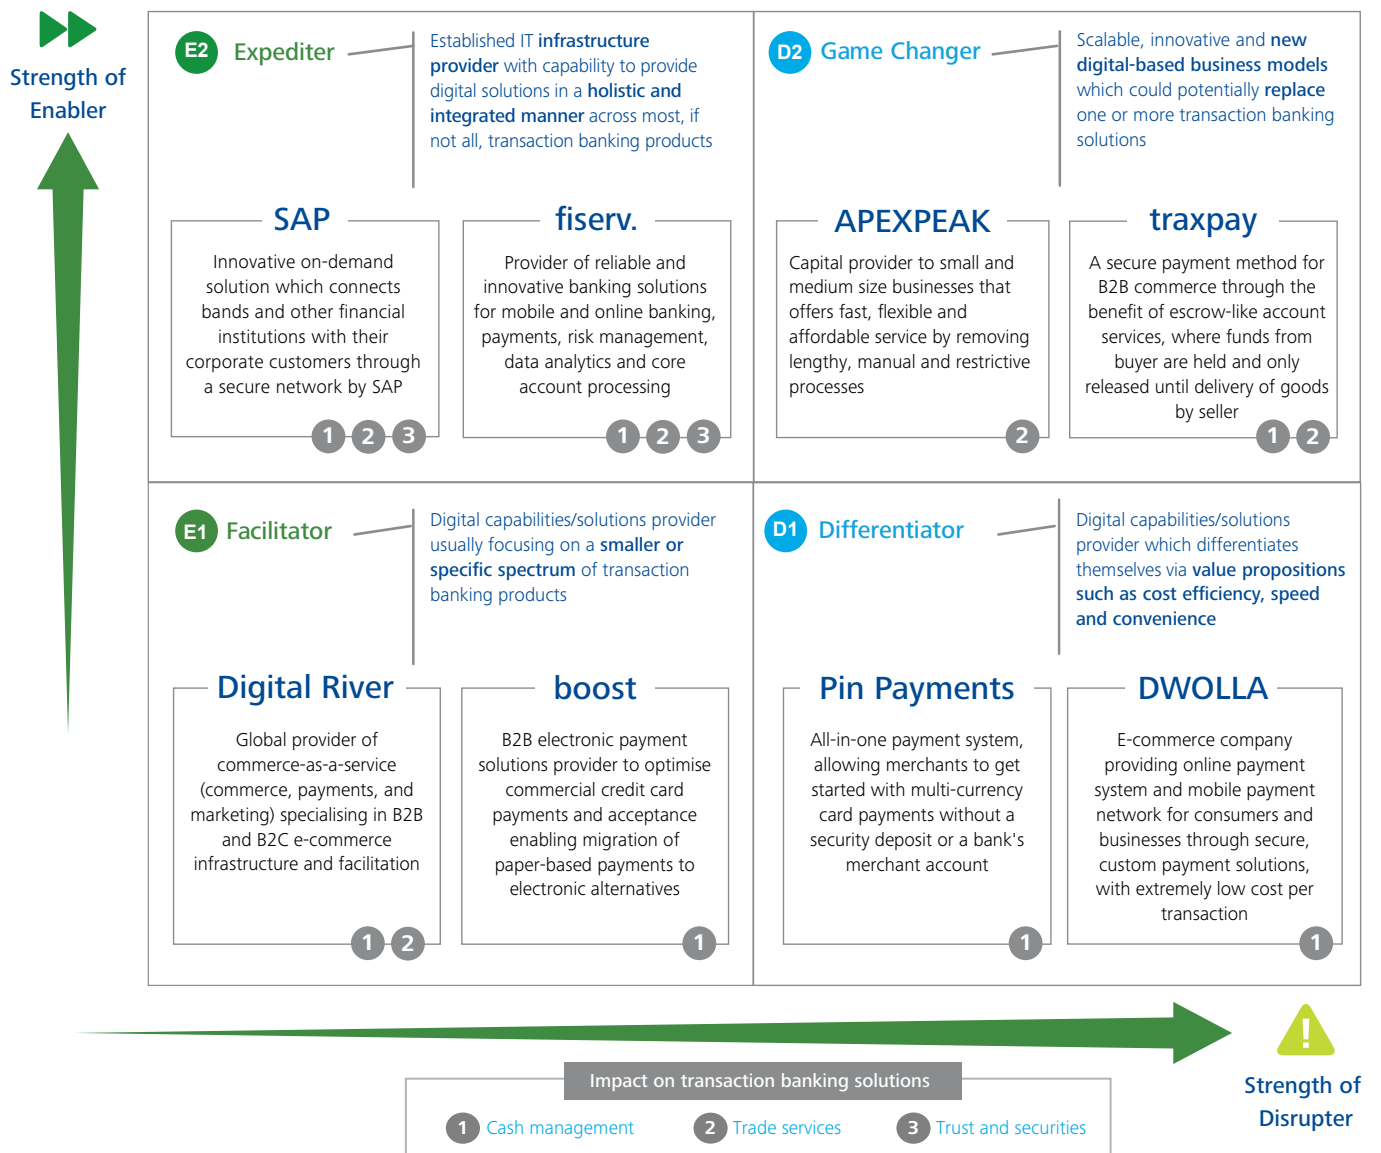 Strength of
Enabler
E2
Expediter
Established IT infrastructure
provider with capability to provide
digital solutions in a holistic and
integrated manner across most, if
not all, transaction banking products
D2
Game Changer
Scalable, innovative and new
digital-based business models
which could potentially replace
one or more transaction banking
solutions
SAP
Innovative on-demand
solution which connects
bands and other financial
institutions with their
corporate customers through
a secure network by SAP
1 2 3
fiserv.
Provider of reliable and
innovative banking solutions
for mobile and online banking,
payments, risk management,
data analytics and core
account processing
1 2 3
APEXPEAK
Capital provider to small and
medium size businesses that
offers fast, flexible and
affordable service by removing
lengthy, manual and restrictive
processes
2
traxpay
A secure payment method for
B2B commerce through the
benefit of escrow-like account
services, where funds from
buyer are held and only
released until delivery of goods
by seller
1 2
E1
Facilitator
Digital capabilities/solutions provider
usually focusing on a smaller or
specific spectrum of transaction
banking products
D1
Differentiator
Digital capabilities/solutions
provider which differentiates
themselves via value propositions
such as cost efficiency, speed
and convenience
Digital River
Global provider of
commerce-as-a-service
(commerce, payments, and
marketing) specialising in B2B
and B2C e-commerce
infrastructure and facilitation
1 2
boost
B2B electronic payment
solutions provider to optimise
commercial credit card
payments and acceptance
enabling migration of
paper-based payments to
electronic alternatives
1
Pin Payments
All-in-one payment system,
allowing merchants to get
started with multi-currency
card payments without a
security deposit or a bank's
merchant account
1
DWOLLA
E-commerce company
providing online payment
system and mobile payment
network for consumers and
businesses through secure,
custom payment solutions,
with extremely low cost per
transaction
1
!
Strength of
Disrupter
Impact on transaction banking solutions
1 Cash management
2 Trade services
3 Trust and securities